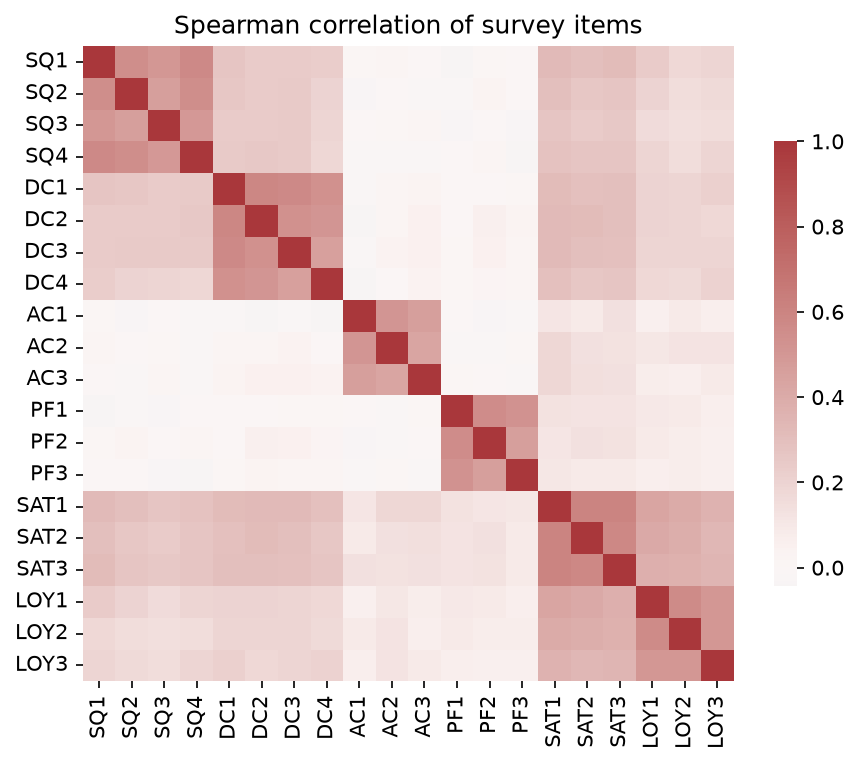 Spearman correlation of survey items
SQ1
SQ2
SQ3
SQ4
DC1
DC2
DC3
DC4
AC1
AC2
AC3
PF1
PF2
PF3
SAT1
SAT2
SAT3
LOY1
LOY2
LOY3
SQ1 SQ2 SQ3 SQ4 DC1 DC2 DC3 DC4 AC1 AC2 AC3 PF1 PF2 PF3 SAT1 SAT2 SAT3 LOY1 LOY2 LOY3
1.0
0.8
0.6
0.4
0.2
0.0